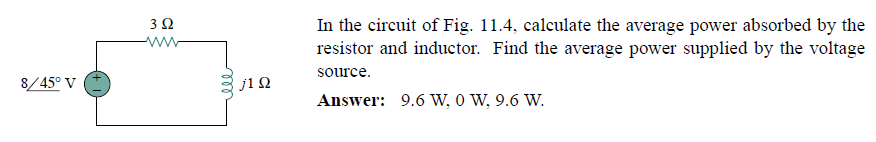 3 Ω
8/45° V
+
−
j1 Ω
In the circuit of Fig. 11.4, calculate the average power absorbed by the
resistor and inductor. Find the average power supplied by the voltage
source.
Answer: 9.6 W, 0 W, 9.6 W.